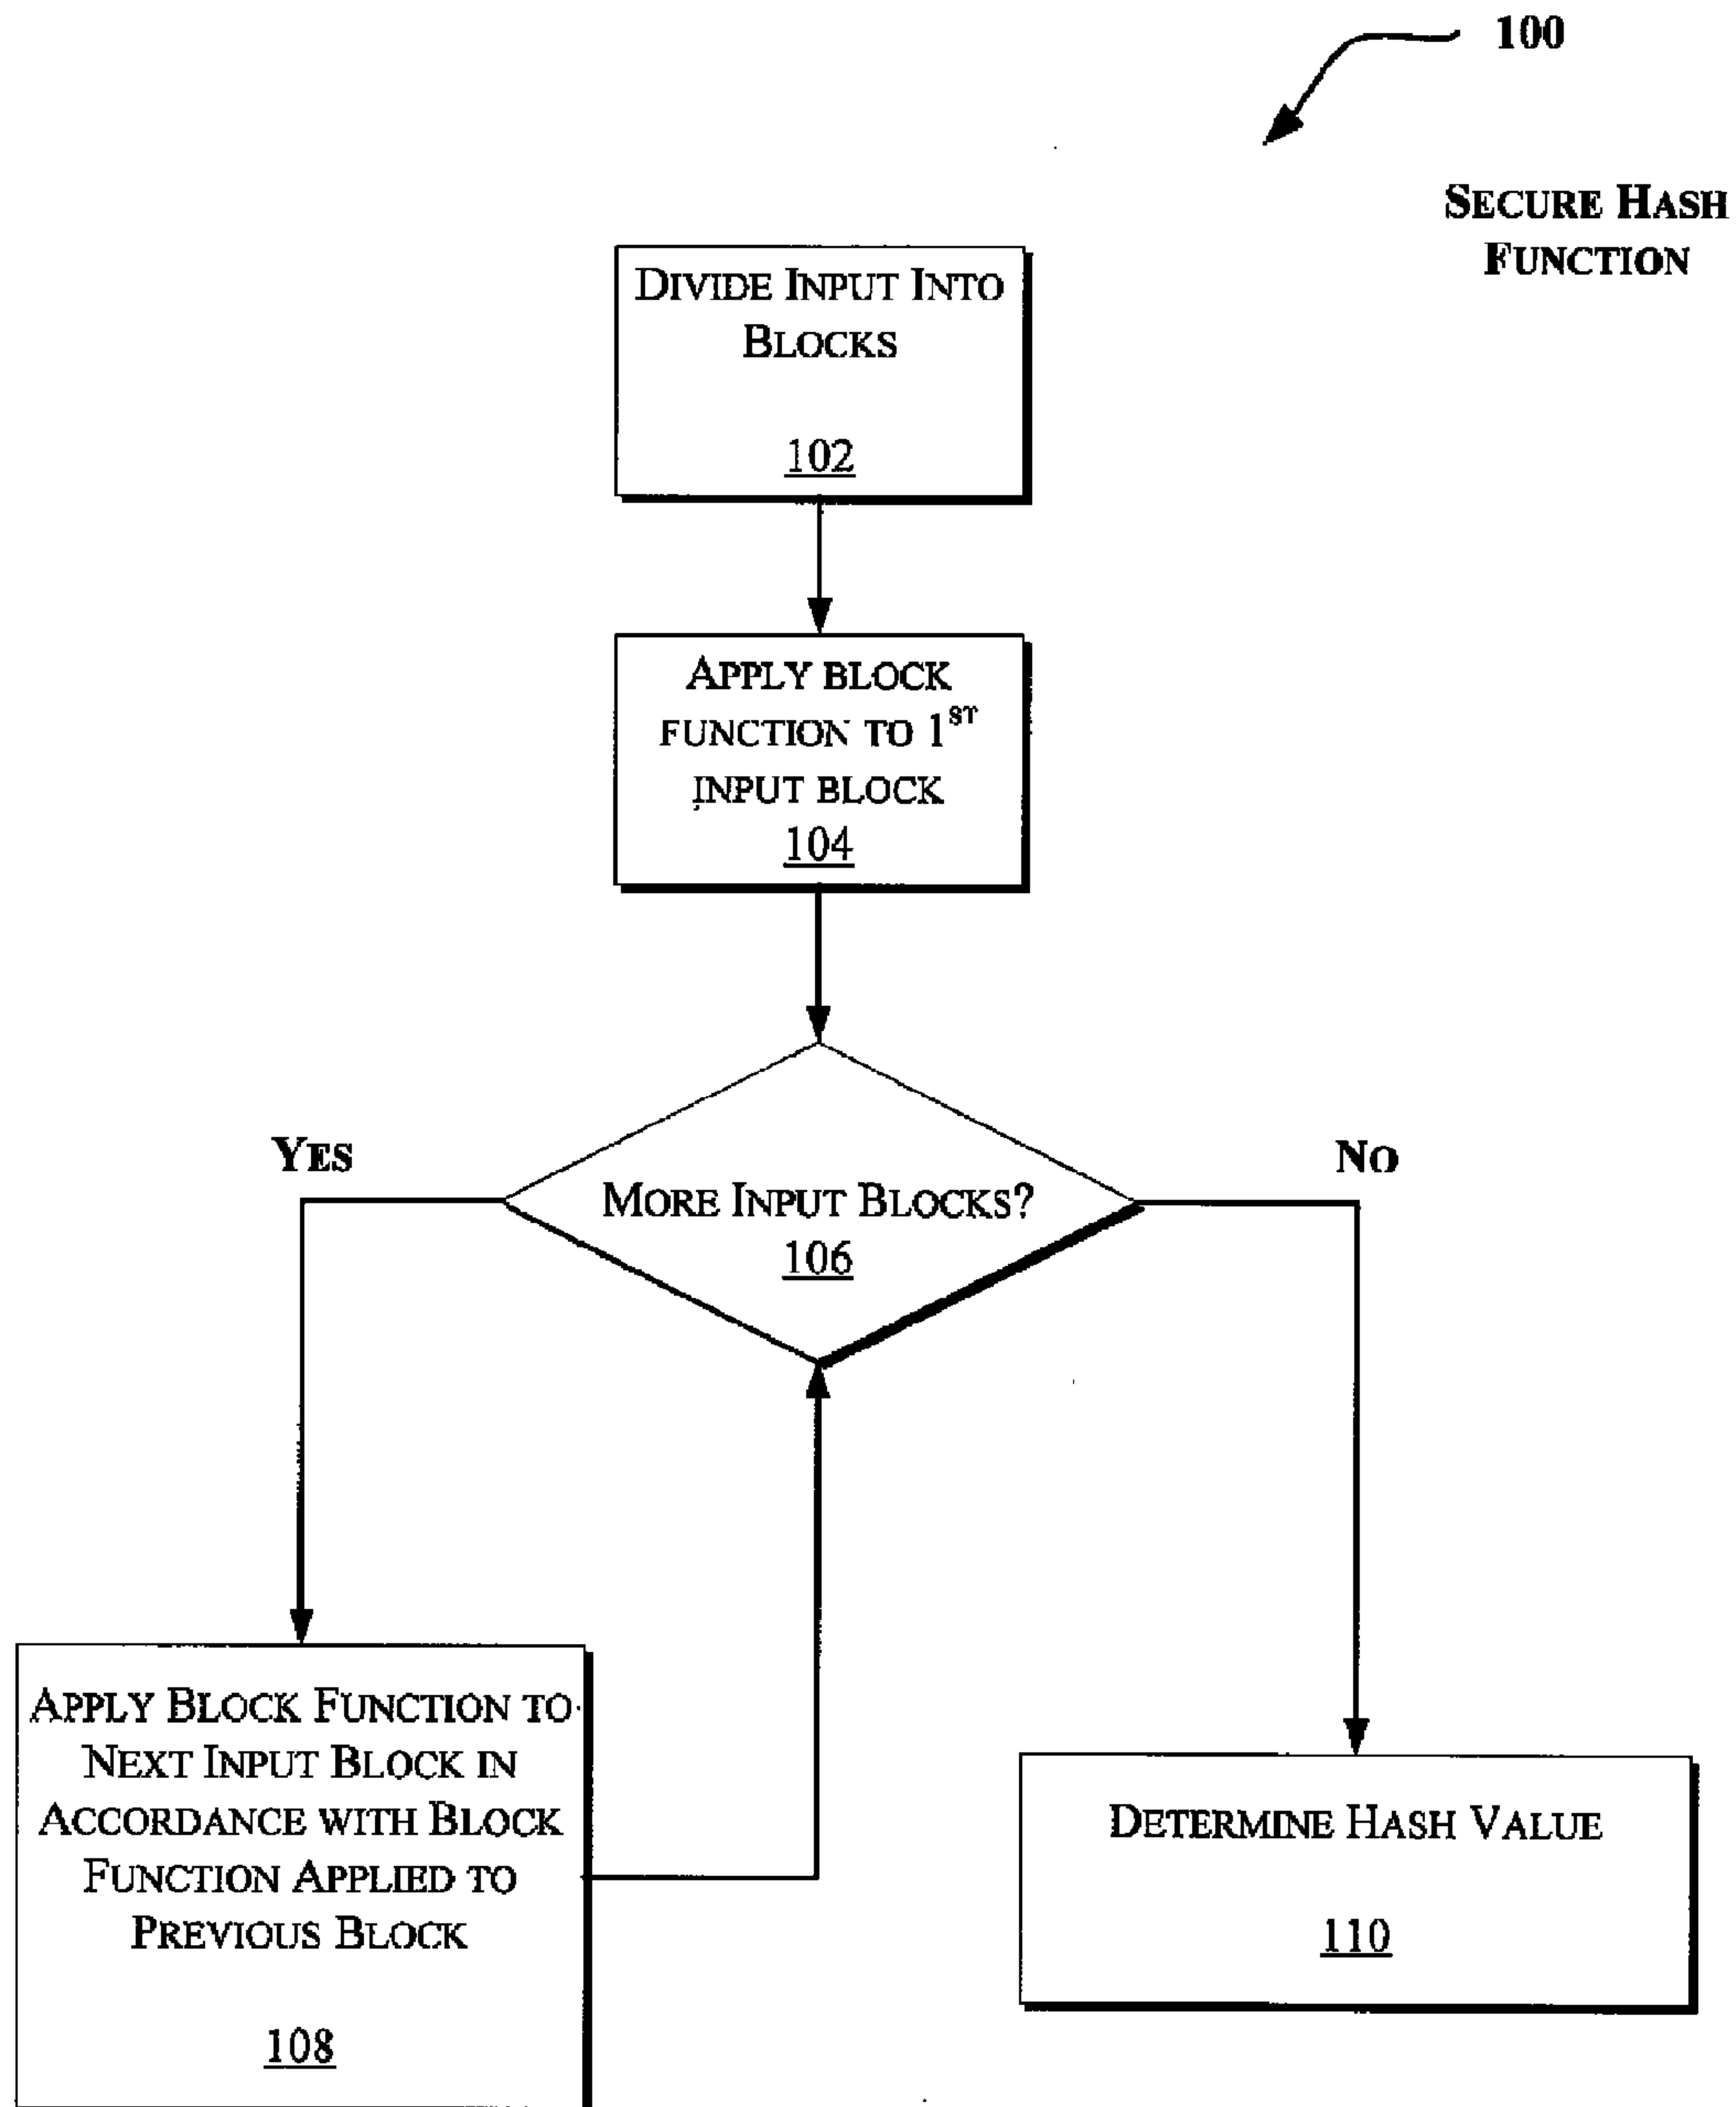 100
SECURE HASH
FUNCTION
DIVIDE INPUT INTO
BLOCKS
102
APPLY BLOCK
FUNCTION TO 1ST
INPUT BLOCK
104
YES
NO
MORE INPUT BLOCKS?
106
APPLY BLOCK FUNCTION TO
NEXT INPUT BLOCK IN
ACCORDANCE WITH BLOCK
FUNCTION APPLIED TO
PREVIOUS BLOCK
108
DETERMINE HASH VALUE
110